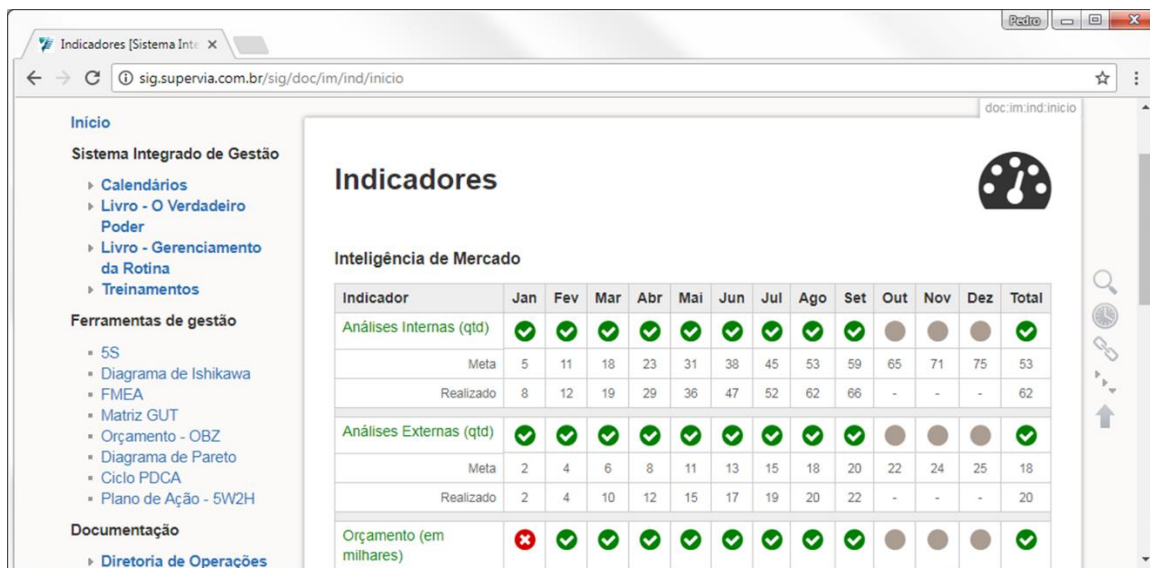 Pedro
Indicadores [Sistema Inte
sig.supervia.com.br/sig/doc/im/ind/inicio
doc:im:ind:inicio
Início
Sistema Integrado de Gestão
Calendários
Livro - O Verdadeiro
Poder
Livro - Gerenciamento
da Rotina
Treinamentos
Ferramentas de gestão
5S
Diagrama de Ishikawa
FMEA
Matriz GUT
Orçamento - OBZ
Diagrama de Pareto
Ciclo PDCA
Plano de Ação - 5W2H
Documentação
Diretoria de Operações
Indicadores
Inteligência de Mercado
Indicador Jan Fev Mar Abr Mai Jun Jul Ago Set Out Nov Dez Total
Análises Internas (qtd)
Meta 5 11 18 23 31 38 45 53 59 65 71 75 53
Realizado 8 12 19 29 36 47 52 62 66 - - - 62
Análises Externas (qtd)
Meta 2 4 6 8 11 13 15 18 20 22 24 25 18
Realizado 2 4 10 12 15 17 19 20 22 - - - 20
Orçamento (em
milhares)